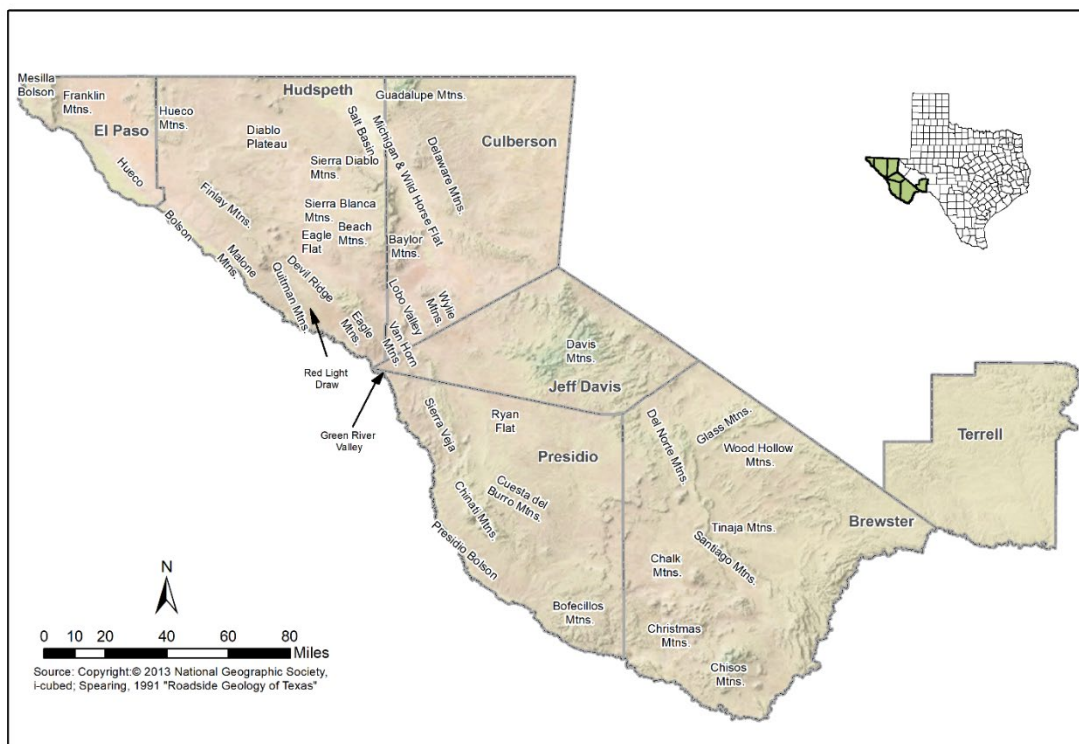 Mesilla
Bolson
Franklin
Mtns.
El Paso
Hueco
Mtns.
Hueco
Bolson
Hudspeth
Diablo
Plateau
Salt Basin
Guadalupe Mtns.
Michigan & Wild Horse Flat
Delaware Mtns.
Culberson
Sierra Diablo
Mtns.
Finlay Mtns.
Sierra Blanca
Mtns.
Beach
Mtns.
Eagle
Flat
Baylor
Mtns.
Malone
Mtns.
Quitman Mtns.
Devil Ridge
Eagle
Mtns.
Lobo Valley
Van Horn
Mtns.
Wylie
Mtns.
Red Light
Draw
Green River
Valley
Davis
Mtns.
Jeff Davis
Sierra Veja
Ryan
Flat
Presidio
Chinati Mtns.
Cuesta del
Burro Mtns.
Presidio Bolson
Bofecillos
Mtns.
Del Norte Mtns.
Glass Mtns.
Wood Hollow
Mtns.
Tinaja Mtns.
Santiago Mtns.
Brewster
Chalk
Mtns.
Christmas
Mtns.
Chisos
Mtns.
Terrell
N
0 10 20 40 60 80
Miles
Source: Copyright:© 2013 National Geographic Society,
i-cubed; Spearing, 1991 "Roadside Geology of Texas"